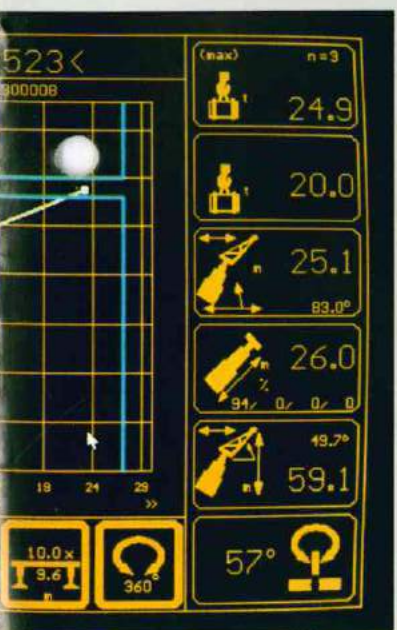 523<
300008
(max) n=3
t 24.9
t 20.0
m 25.1
83.0°
m 26.0
%
94/ 0/ 0/ 0
49.7°
m 59.1
19 24 29
>>
10.0 x
9.6
m
360°
57°